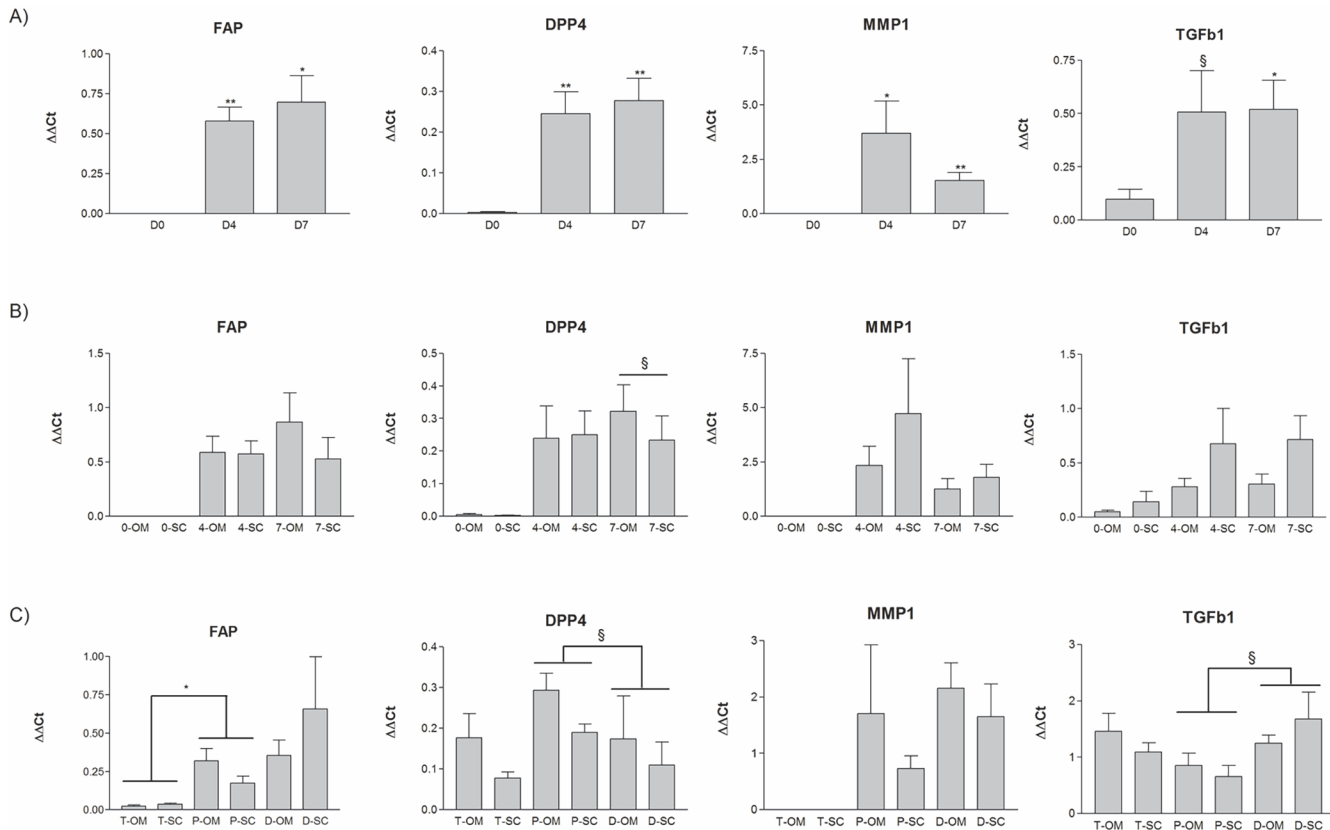 A)
FAP
ΔΔCt
1.00
0.75
0.50
0.25
0.00
**
*
D0 D4 D7
DPP4
ΔΔCt
0.4
0.3
0.2
0.1
0.0
**
**
D0 D4 D7
MMP1
ΔΔCt
7.5
5.0
2.5
0.0
*
**
D0 D4 D7
TGFb1
ΔΔCt
0.75
0.50
0.25
0.00
§
*
D0 D4 D7
B)
FAP
ΔΔCt
1.5
1.0
0.5
0.0
0-OM 0-SC 4-OM 4-SC 7-OM 7-SC
DPP4
ΔΔCt
0.5
0.4
0.3
0.2
0.1
0.0
§
0-OM 0-SC 4-OM 4-SC 7-OM 7-SC
MMP1
ΔΔCt
7.5
5.0
2.5
0.0
0-OM 0-SC 4-OM 4-SC 7-OM 7-SC
TGFb1
ΔΔCt
1.5
1.0
0.5
0.0
0-OM 0-SC 4-OM 4-SC 7-OM 7-SC
C)
FAP
ΔΔCt
1.00
0.75
0.50
0.25
0.00
*
T-OM T-SC P-OM P-SC D-OM D-SC
DPP4
ΔΔCt
0.4
0.3
0.2
0.1
0.0
§
T-OM T-SC P-OM P-SC D-OM D-SC
MMP1
ΔΔCt
3
2
1
0
T-OM T-SC P-OM P-SC D-OM D-SC
TGFb1
ΔΔCt
3
2
1
0
§
T-OM T-SC P-OM P-SC D-OM D-SC